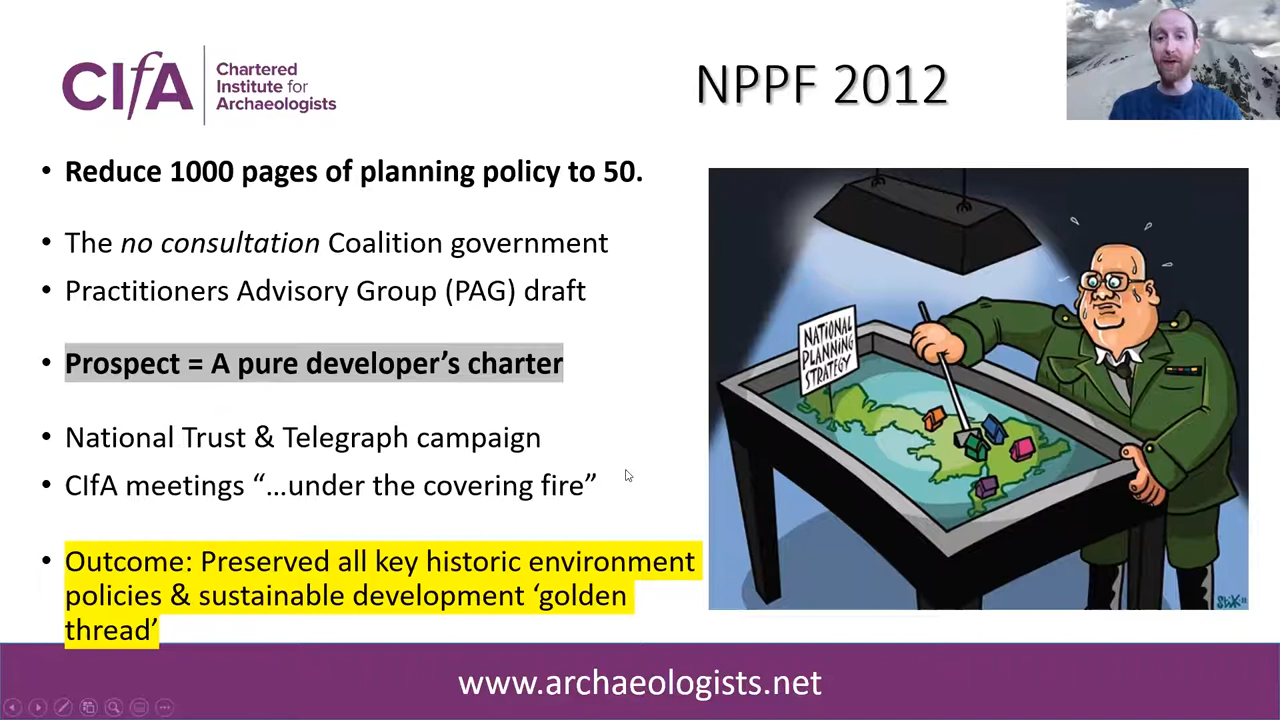 CIfA
Chartered
Institute for
Archaeologists
NPPF 2012
• Reduce 1000 pages of planning policy to 50.
• The no consultation Coalition government
• Practitioners Advisory Group (PAG) draft
• Prospect = A pure developer’s charter
• National Trust & Telegraph campaign
• CIfA meetings “…under the covering fire”
• Outcome: Preserved all key historic environment
policies & sustainable development ‘golden
thread’
NATIONAL
PLANNING
STRATEGY
www.archaeologists.net